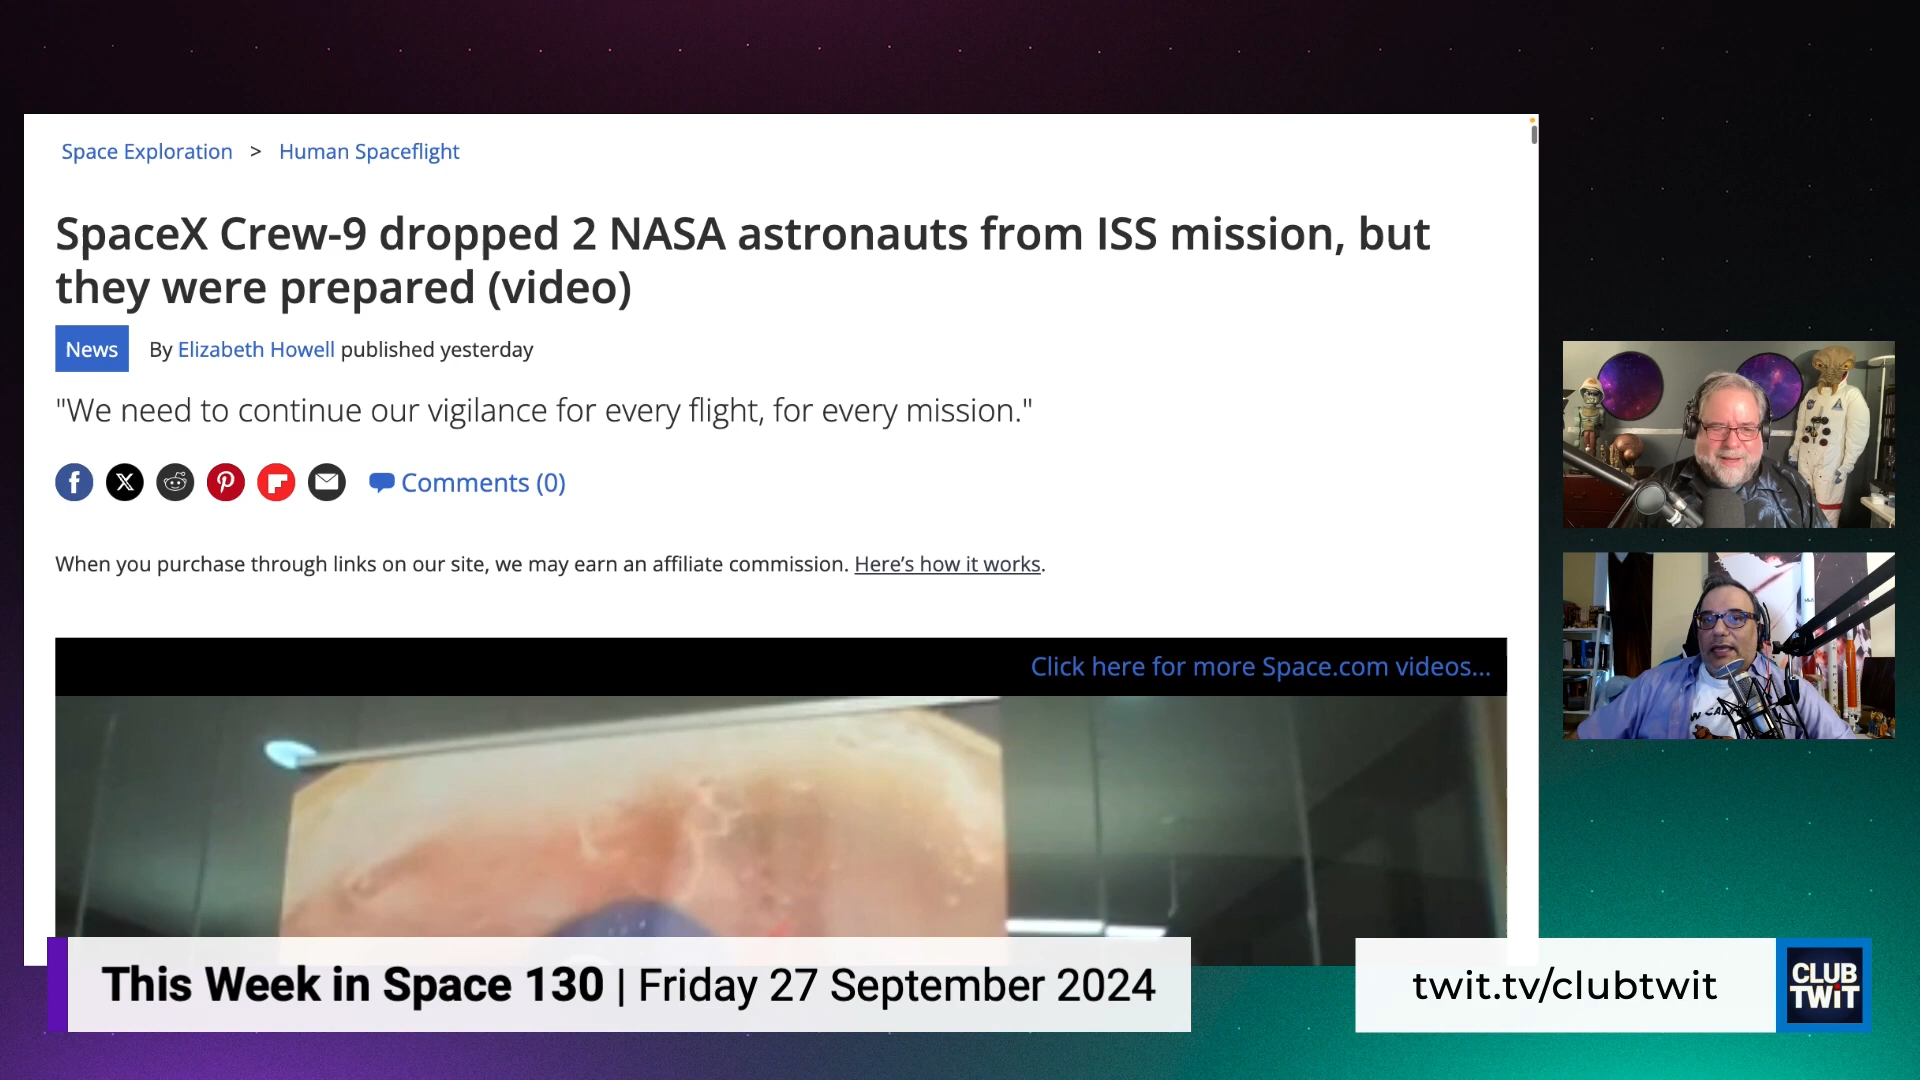 Space Exploration > Human Spaceflight
SpaceX Crew-9 dropped 2 NASA astronauts from ISS mission, but
they were prepared (video)
News By Elizabeth Howell published yesterday
"We need to continue our vigilance for every flight, for every mission."
Comments (0)
When you purchase through links on our site, we may earn an affiliate commission. Here's how it works.
Click here for more Space.com videos...
This Week in Space 130 | Friday 27 September 2024
twit.tv/clubtwit
CLUB
TWiT